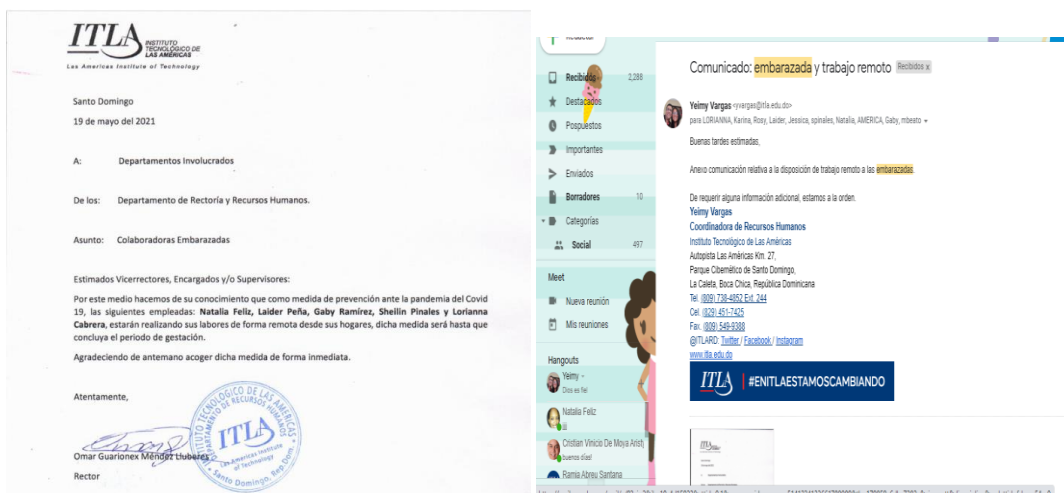 ITLA
INSTITUTO
TECNOLÓGICO DE
LAS AMÉRICAS
Las Americas Institute of Technology
Santo Domingo
19 de mayo del 2021
A: Departamentos Involucrados
De los: Departamento de Rectoría y Recursos Humanos.
Asunto: Colaboradoras Embarazadas
Estimados Vicerrectores, Encargados y/o Supervisores:
Por este medio hacemos de su conocimiento que como medida de prevención ante la pandemia del Covid
19, las siguientes empleadas: Natalia Feliz, Laider Peña, Gaby Ramírez, Sheilin Pinales y Lorianna
Cabrera, estarán realizando sus labores de forma remota desde sus hogares, dicha medida será hasta que
concluya el periodo de gestación.
Agradeciendo de antemano acoger dicha medida de forma inmediata.
Atentamente,
INSTITUTO TECNOLÓGICO DE LAS AMERICAS
DEPARTAMENTO DE RECURSOS HUMANOS
ITLA
Las Americas Institute
of Technology
Santo Domingo, Rep. Dom.
Omar Guarionex Méndez Lluberes
Rector
Recibidos 2,288
Destacados
Pospuestos
Importantes
Enviados
Borradores 10
Categorías
Social 497
Meet
Nueva reunión
Mis reuniones
Hangouts
Yeimy
Dios es fiel
Natalia Feliz
Cristian Vinicio De Moya Aristy
buenos días!
Ramia Abreu Santana
Comunicado: embarazada y trabajo remoto Recibidos x
Yeimy Vargas <yvargas@itla.edu.do>
para LORIANNA, Karina, Rosy, Laider, Jessica, spinales, Natalia, AMERICA, Gaby, mbeato
Buenas tardes estimadas,
Anexo comunicación relativa a la disposición de trabajo remoto a las embarazadas.
De requerir alguna información adicional, estamos a la orden.
Yeimy Vargas
Coordinadora de Recursos Humanos
Instituto Tecnológico de Las Américas
Autopista Las Américas Km. 27,
Parque Cibernético de Santo Domingo,
La Caleta, Boca Chica, República Dominicana
Tel. (809) 738-4852 Ext. 244
Cel. (829) 451-7425
Fax. (809) 549-9388
@ITLARD: Twitter / Facebook / Instagram
www.itla.edu.do
ITLA | #ENITLAESTAMOSCAMBIANDO